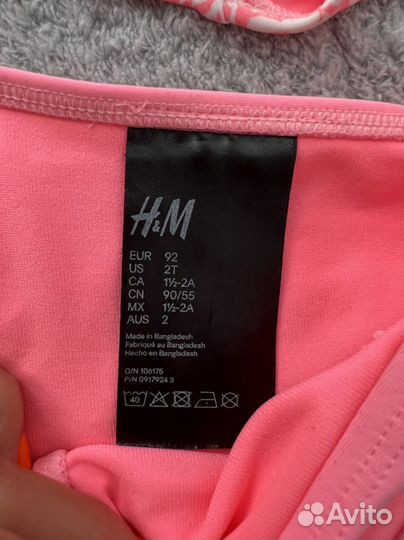 H&M
EUR 92
US 2T
CA 1½-2A
CN 90/55
MX 1½-2A
AUS 2
Made in Bangladesh
Fabriqué au Bangladesh
Hecho en Bangladesh
O/N 106175
P/N 0917924 3
40
Avito